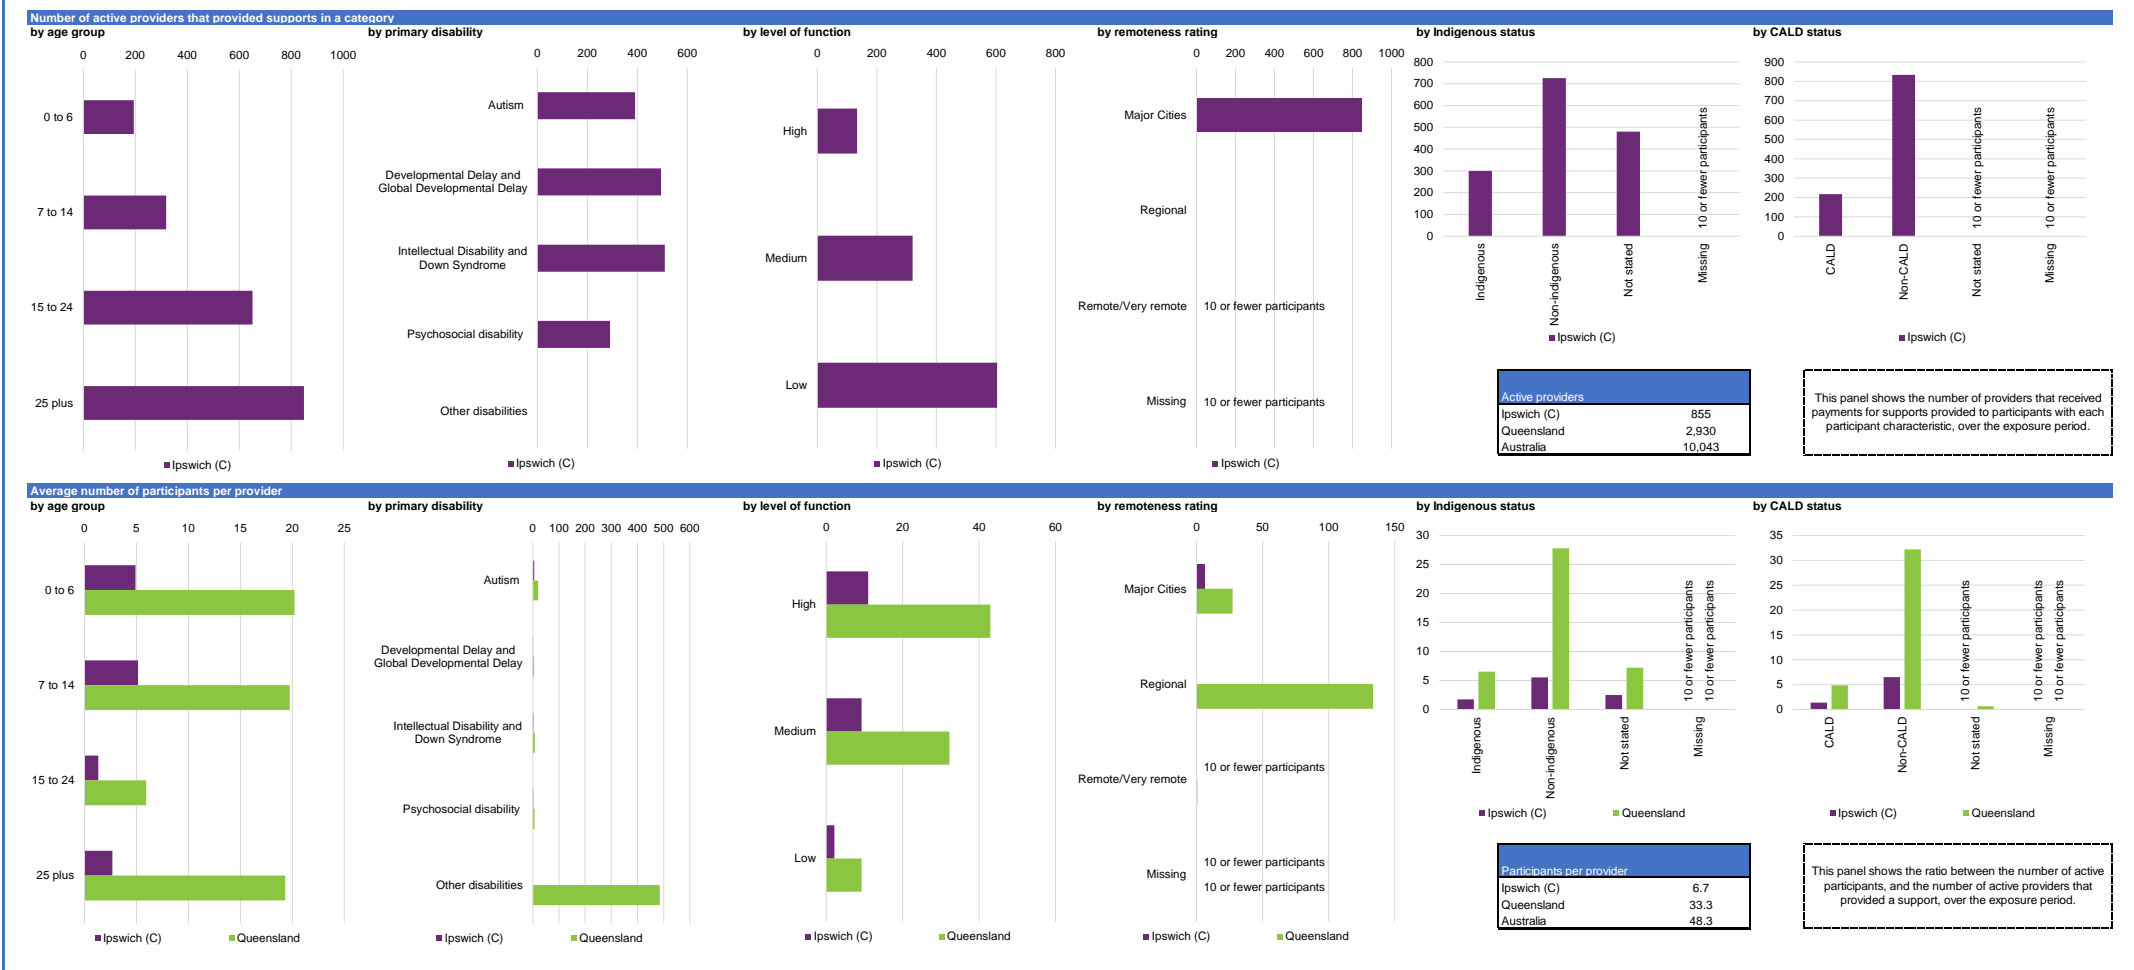 Number of active providers that provided supports in a category
by age group
0 200 400 600 800 1000
0 to 6
7 to 14
15 to 24
25 plus
Ipswich (C)
by primary disability
0 200 400 600
Autism
Developmental Delay and
Global Developmental Delay
Intellectual Disability and
Down Syndrome
Psychosocial disability
Other disabilities
Ipswich (C)
by level of function
0 200 400 600 800
High
Medium
Low
Ipswich (C)
by remoteness rating
0 200 400 600 800 1000
Major Cities
Regional
Remote/Very remote 10 or fewer participants
Missing 10 or fewer participants
Ipswich (C)
by Indigenous status
800
700
600
500
400
300
200
100
0
10 or fewer participants
Indigenous
Non-indigenous
Not stated
Missing
Ipswich (C)
by CALD status
900
800
700
600
500
400
300
200
100
0
10 or fewer participants
10 or fewer participants
CALD
Non-CALD
Not stated
Missing
Ipswich (C)
Active providers
Ipswich (C) 855
Queensland 2,930
Australia 10,043
This panel shows the number of providers that received
payments for supports provided to participants with each
participant characteristic, over the exposure period.
Average number of participants per provider
by age group
0 5 10 15 20 25
0 to 6
7 to 14
15 to 24
25 plus
Ipswich (C) Queensland
by primary disability
0 100 200 300 400 500 600
Autism
Developmental Delay and
Global Developmental Delay
Intellectual Disability and
Down Syndrome
Psychosocial disability
Other disabilities
Ipswich (C) Queensland
by level of function
0 20 40 60
High
Medium
Low
Ipswich (C) Queensland
by remoteness rating
0 50 100 150
Major Cities
Regional
Remote/Very remote
10 or fewer participants
Missing
10 or fewer participants
10 or fewer participants
Ipswich (C) Queensland
by Indigenous status
30
25
20
15
10
5
0
10 or fewer participants
10 or fewer participants
Indigenous
Non-indigenous
Not stated
Missing
Ipswich (C) Queensland
by CALD status
35
30
25
20
15
10
5
0
10 or fewer participants
10 or fewer participants
10 or fewer participants
CALD
Non-CALD
Not stated
Missing
Ipswich (C) Queensland
Participants per provider
Ipswich (C) 6.7
Queensland 33.3
Australia 48.3
This panel shows the ratio between the number of active
participants, and the number of active providers that
provided a support, over the exposure period.